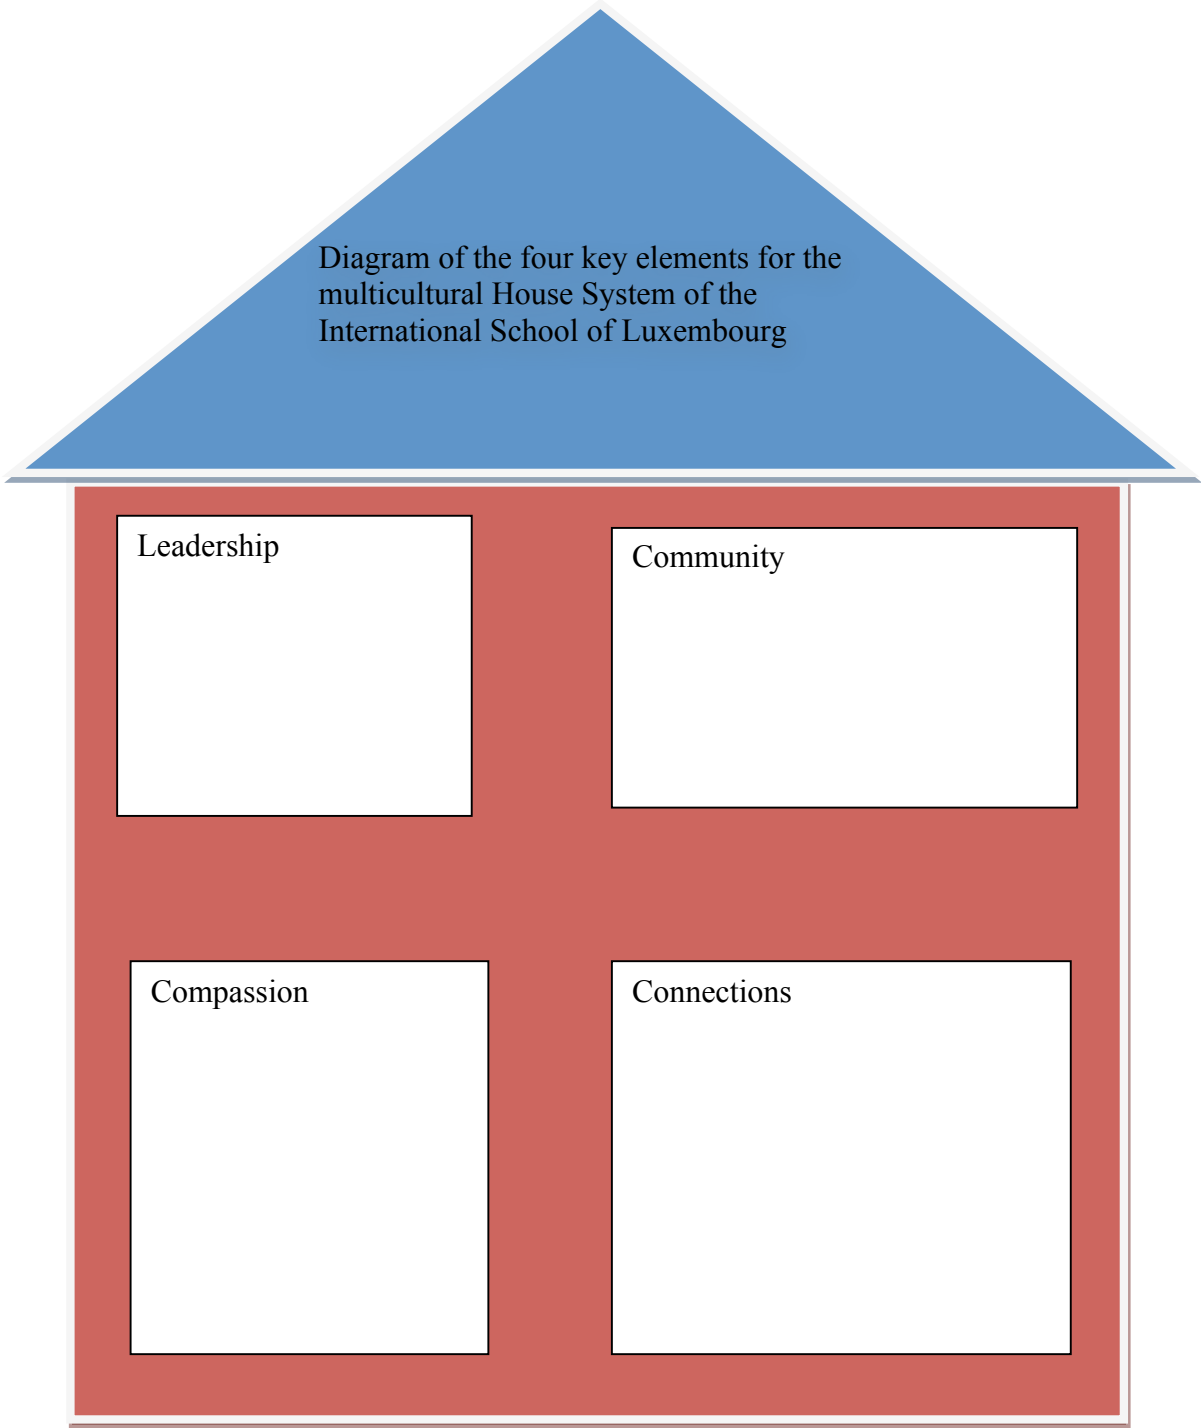 Diagram of the four key elements for the
multicultural House System of the
International School of Luxembourg
Leadership
Community
Compassion
Connections